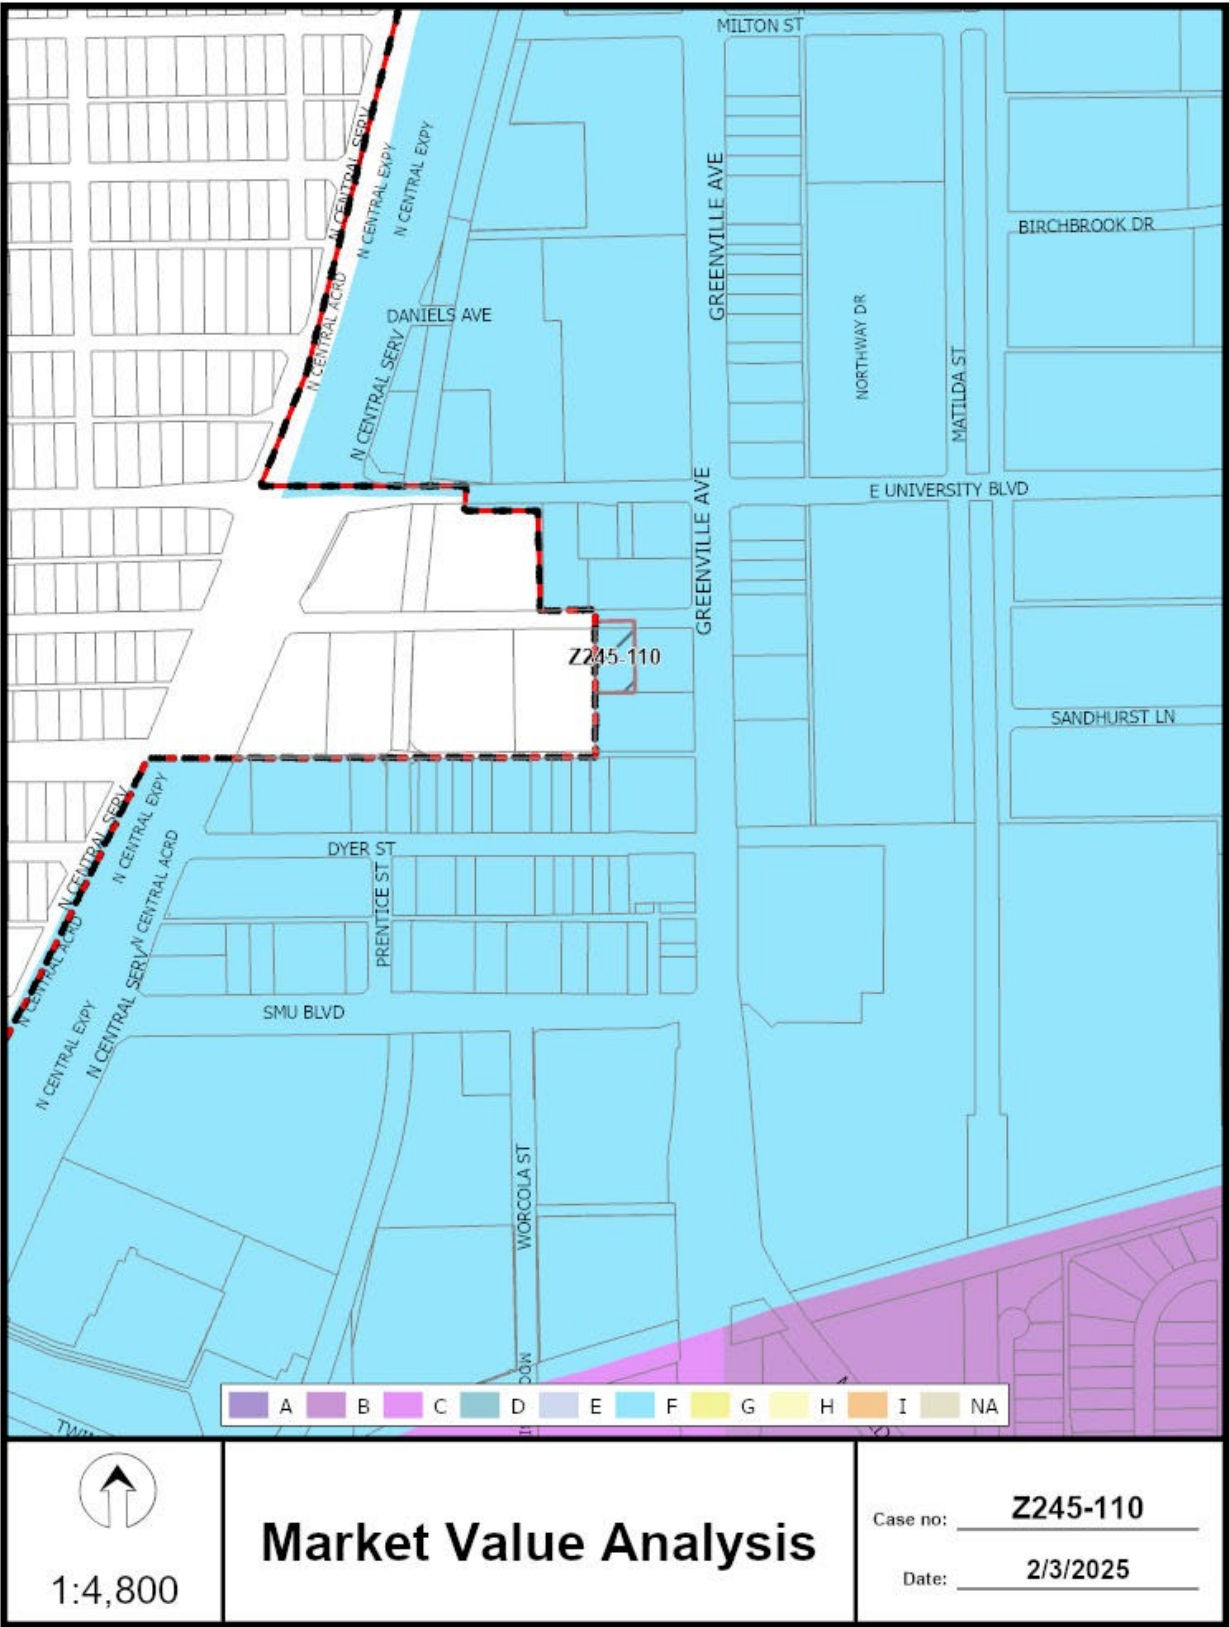 MILTON ST
N CENTRAL SERV
N CENTRAL EXPY
N CENTRAL EXPY
GREENVILLE AVE
BIRCHBROOK DR
N CENTRAL ACRD
DANIELS AVE
NORTHWAY DR
N CENTRAL SERV
MATILDA ST
E UNIVERSITY BLVD
GREENVILLE AVE
Z245-110
SANDHURST LN
N CENTRAL SERV
N CENTRAL EXPY
N CENTRAL ACRD
DYER ST
PRENTICE ST
N CENTRAL ACRD
N CENTRAL SERV
SMU BLVD
N CENTRAL EXPY
WORCOLA ST
A B C D E F G H I NA
1:4,800
Market Value Analysis
Case no: Z245-110
Date: 2/3/2025